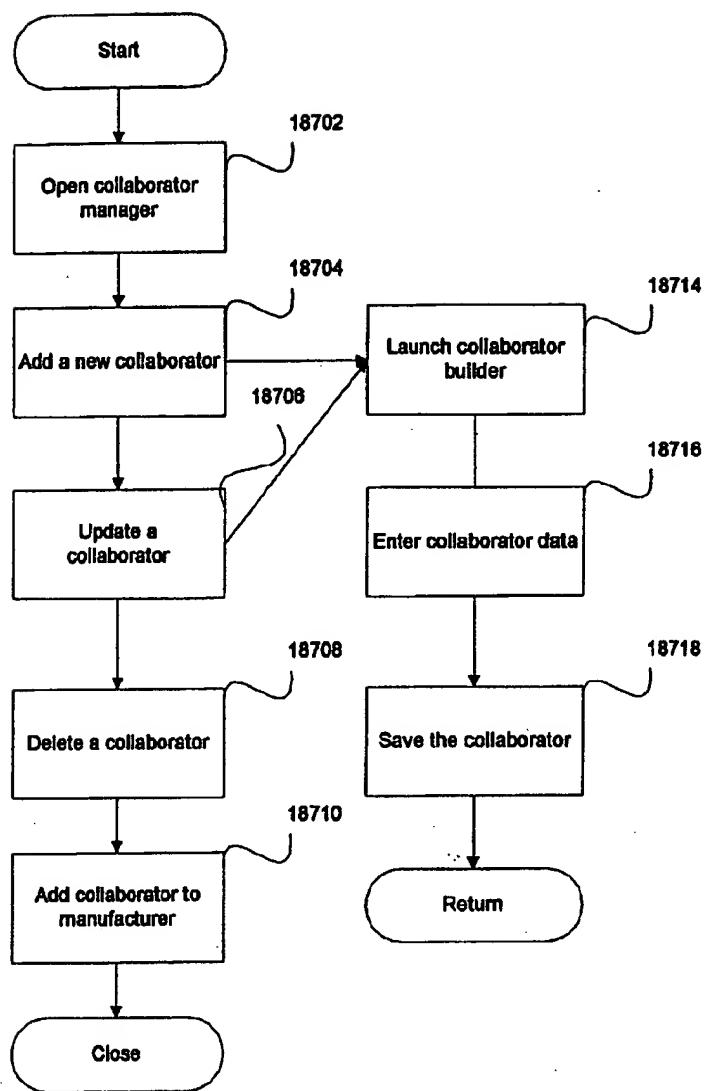 Start
18702
Open collaborator
manager
18704
Add a new collaborator
18706
Update a
collaborator
18708
Delete a collaborator
18710
Add collaborator to
manufacturer
Close
18714
Launch collaborator
builder
18716
Enter collaborator data
18718
Save the collaborator
Return